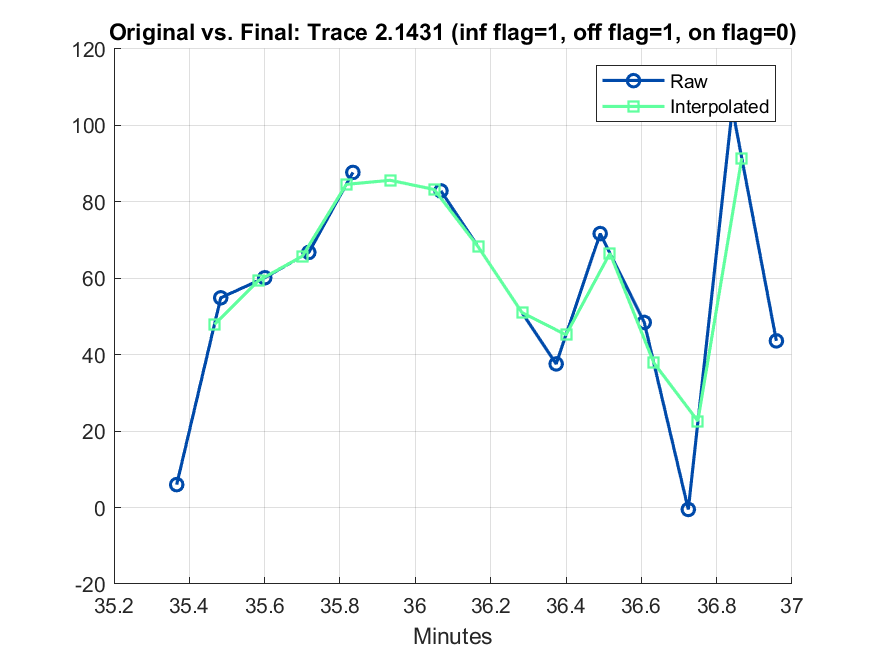 Original vs. Final: Trace 2.1431 (inf flag=1, off flag=1, on flag=0)
120
100
80
60
40
20
0
-20
Raw
Interpolated
35.2 35.4 35.6 35.8 36 36.2 36.4 36.6 36.8 37
Minutes